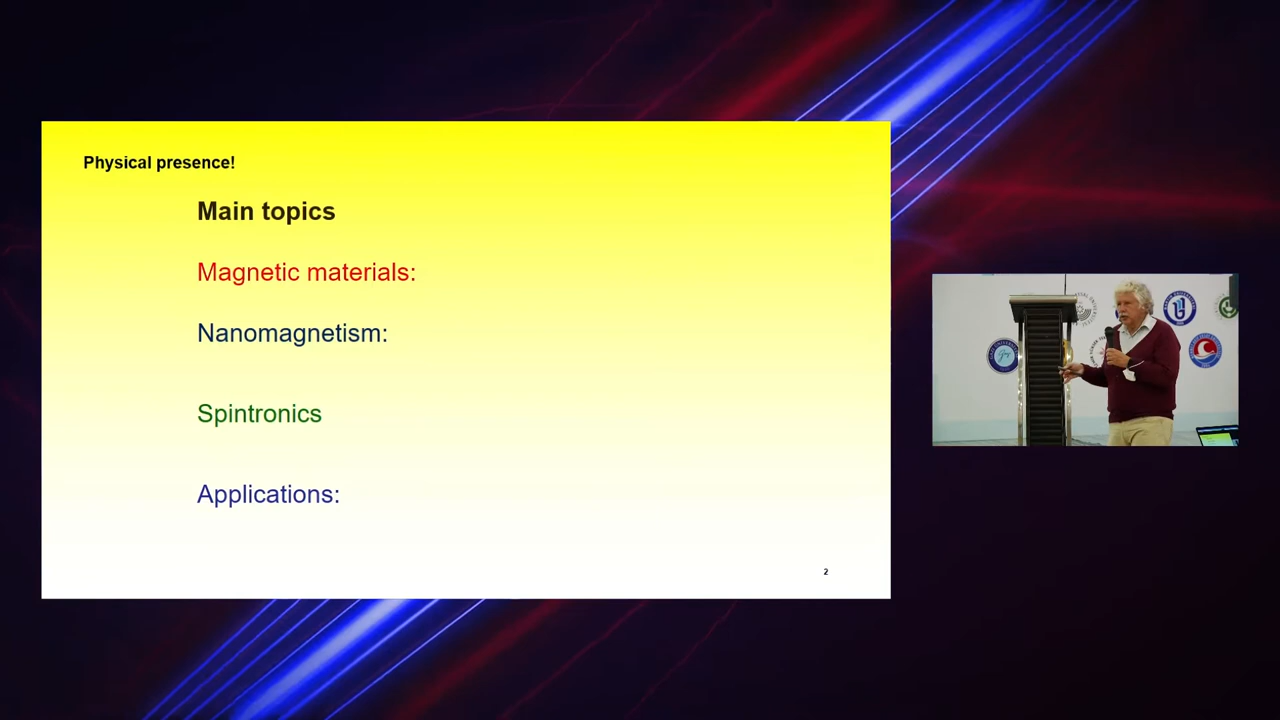 Physical presence!
Main topics
Magnetic materials:
Nanomagnetism:
Spintronics
Applications:
2